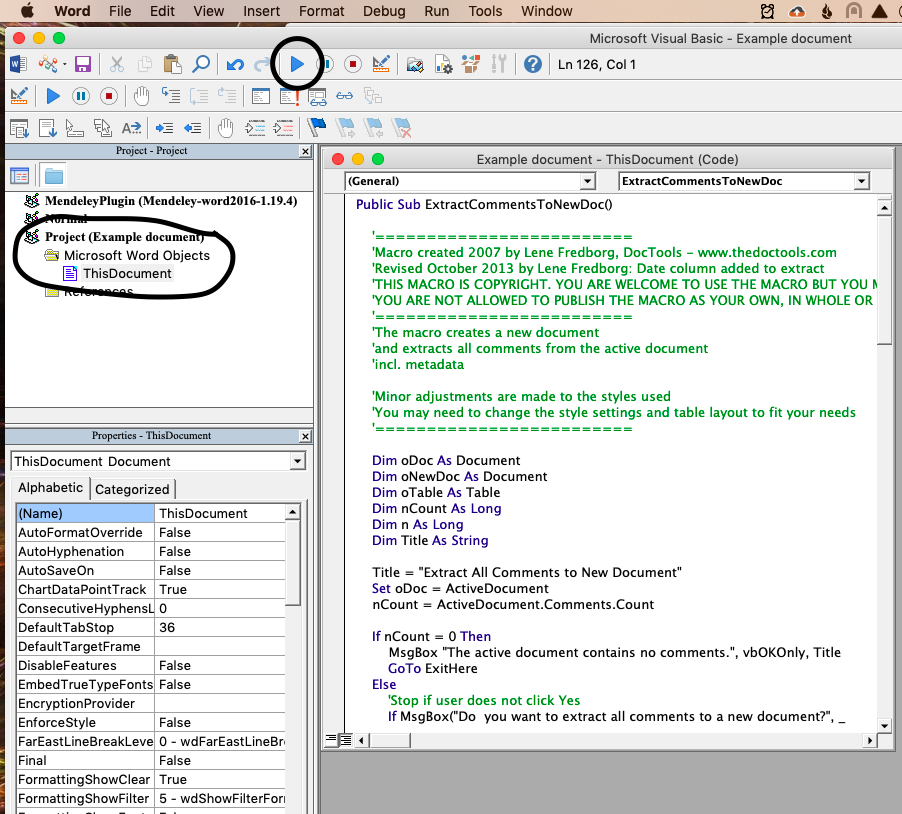 Word File Edit View Insert Format Debug Run Tools Window
Microsoft Visual Basic - Example document
Ln 126, Col 1
Project - Project
MendeleyPlugin (Mendeley-word2016-1.19.4)
Normal
Project (Example document)
Microsoft Word Objects
ThisDocument
References
Properties - ThisDocument
ThisDocument Document
Alphabetic Categorized
(Name) ThisDocument
AutoFormatOverride False
AutoHyphenation False
AutoSaveOn False
ChartDataPointTrack True
ConsecutiveHyphensL 0
DefaultTabStop 36
DefaultTargetFrame
DisableFeatures False
EmbedTrueTypeFonts False
EncryptionProvider
EnforceStyle False
FarEastLineBreakLeve 0 - wdFarEastLineBr
Final False
FormattingShowClear True
FormattingShowFilter 5 - wdShowFilterFor
Example document - ThisDocument (Code)
(General) ExtractCommentsToNewDoc
Public Sub ExtractCommentsToNewDoc()
'=========================
'Macro created 2007 by Lene Fredborg, DocTools - www.thedoctools.com
'Revised October 2013 by Lene Fredborg: Date column added to extract
'THIS MACRO IS COPYRIGHT. YOU ARE WELCOME TO USE THE MACRO BUT YOU M
'YOU ARE NOT ALLOWED TO PUBLISH THE MACRO AS YOUR OWN, IN WHOLE OR
'=========================
'The macro creates a new document
'and extracts all comments from the active document
'incl. metadata
'Minor adjustments are made to the styles used
'You may need to change the style settings and table layout to fit your needs
'=========================
Dim oDoc As Document
Dim oNewDoc As Document
Dim oTable As Table
Dim nCount As Long
Dim n As Long
Dim Title As String
Title = "Extract All Comments to New Document"
Set oDoc = ActiveDocument
nCount = ActiveDocument.Comments.Count
If nCount = 0 Then
MsgBox "The active document contains no comments.", vbOKOnly, Title
GoTo ExitHere
Else
'Stop if user does not click Yes
If MsgBox("Do  you want to extract all comments to a new document?", _